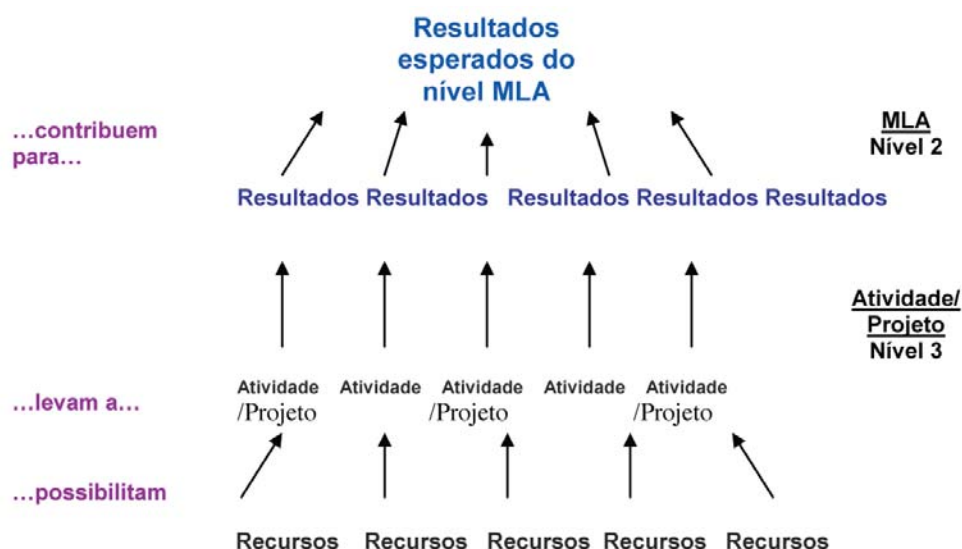 Resultados
esperados do
nível MLA
…contribuem
para…
MLA
Nível 2
Resultados Resultados Resultados Resultados Resultados
Atividade/
Projeto
Nível 3
…levam a…
Atividade Atividade Atividade Atividade Atividade
/Projeto /Projeto /Projeto
…possibilitam
Recursos Recursos Recursos Recursos Recursos